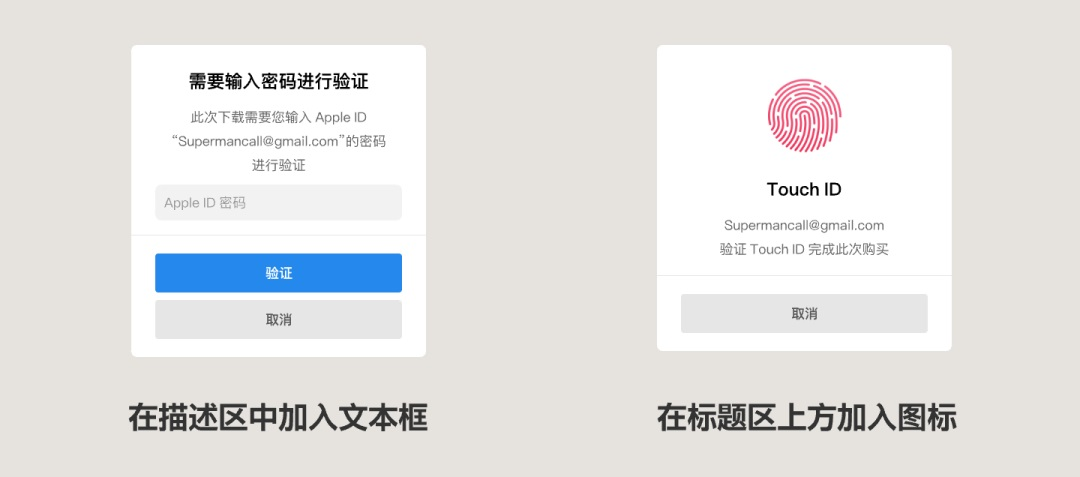 需要输入密码进行验证
此次下载需要您输入 Apple ID
“Supermancall@gmail.com”的密码
进行验证
Apple ID 密码
验证
取消
在描述区中加入文本框
Touch ID
Supermancall@gmail.com
验证 Touch ID 完成此次购买
取消
在标题区上方加入图标